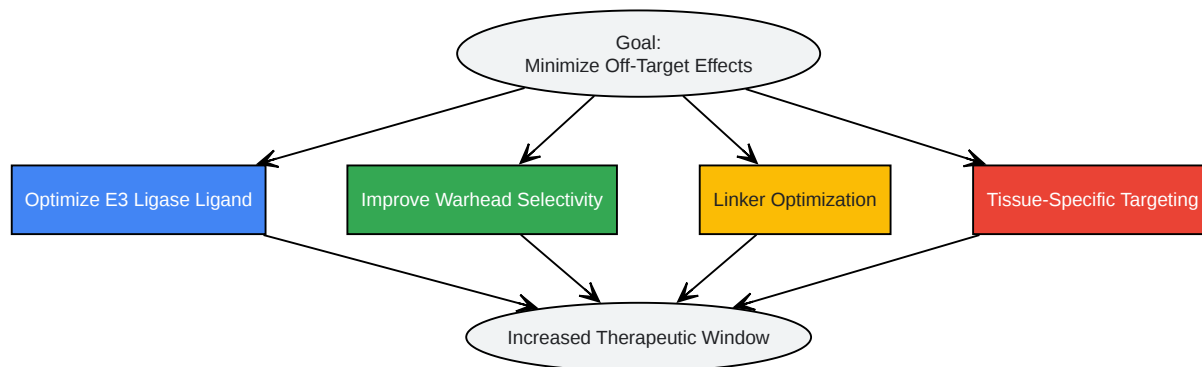 Goal:
Minimize Off-Target Effects
Optimize E3 Ligase Ligand
Improve Warhead Selectivity
Linker Optimization
Tissue-Specific Targeting
Increased Therapeutic Window